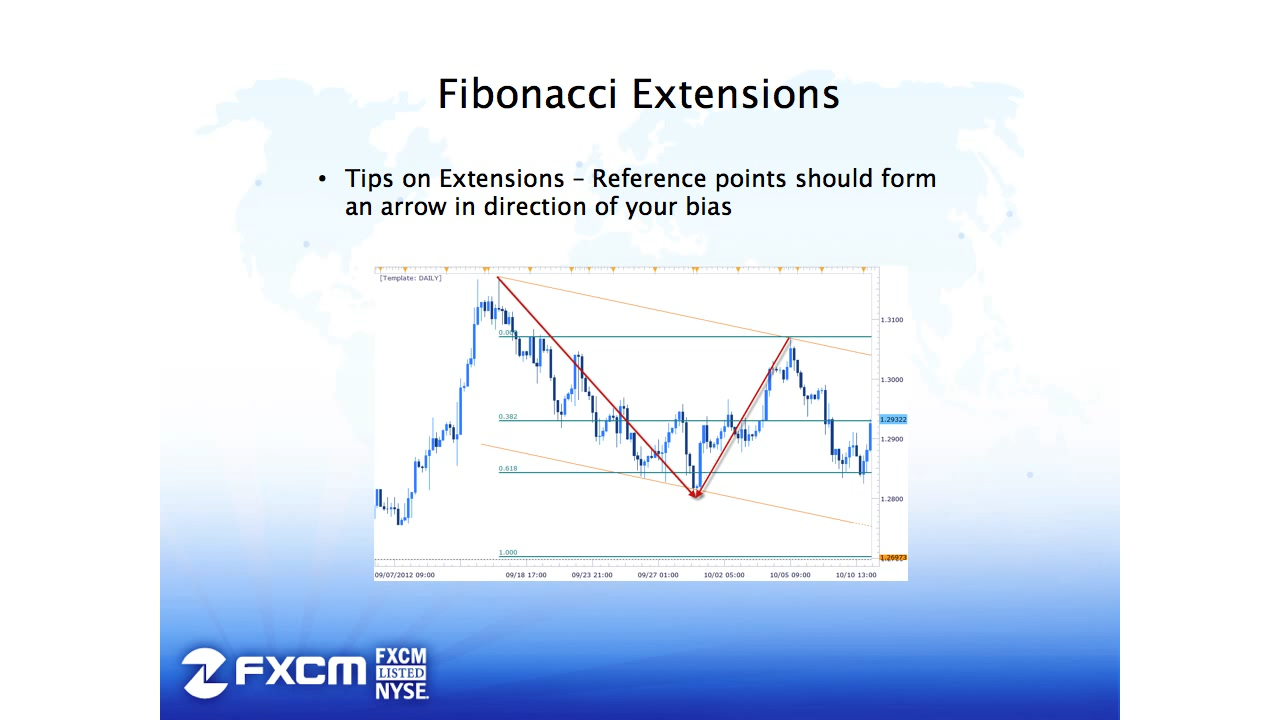 Fibonacci Extensions
• Tips on Extensions – Reference points should form
an arrow in direction of your bias
[Template: DAILY]
1.3100
0.000
1.3000
0.382
1.29322
1.2900
0.618
1.2800
1.000
1.26973
09/07/2012 09:00 09/18 17:00 09/23 21:00 09/27 01:00 10/02 05:00 10/05 09:00 10/10 13:00
FXCM
FXCM
LISTED
NYSE.